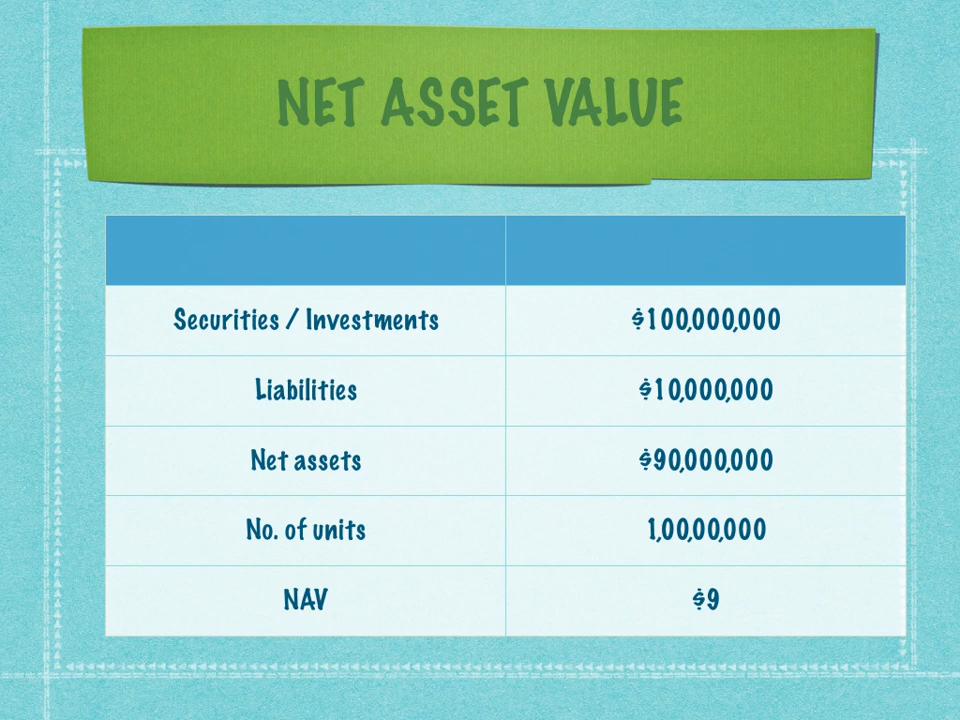 NET ASSET VALUE
Securities / Investments $100,000,000
Liabilities $10,000,000
Net assets $90,000,000
No. of units 1,00,00,000
NAV $9